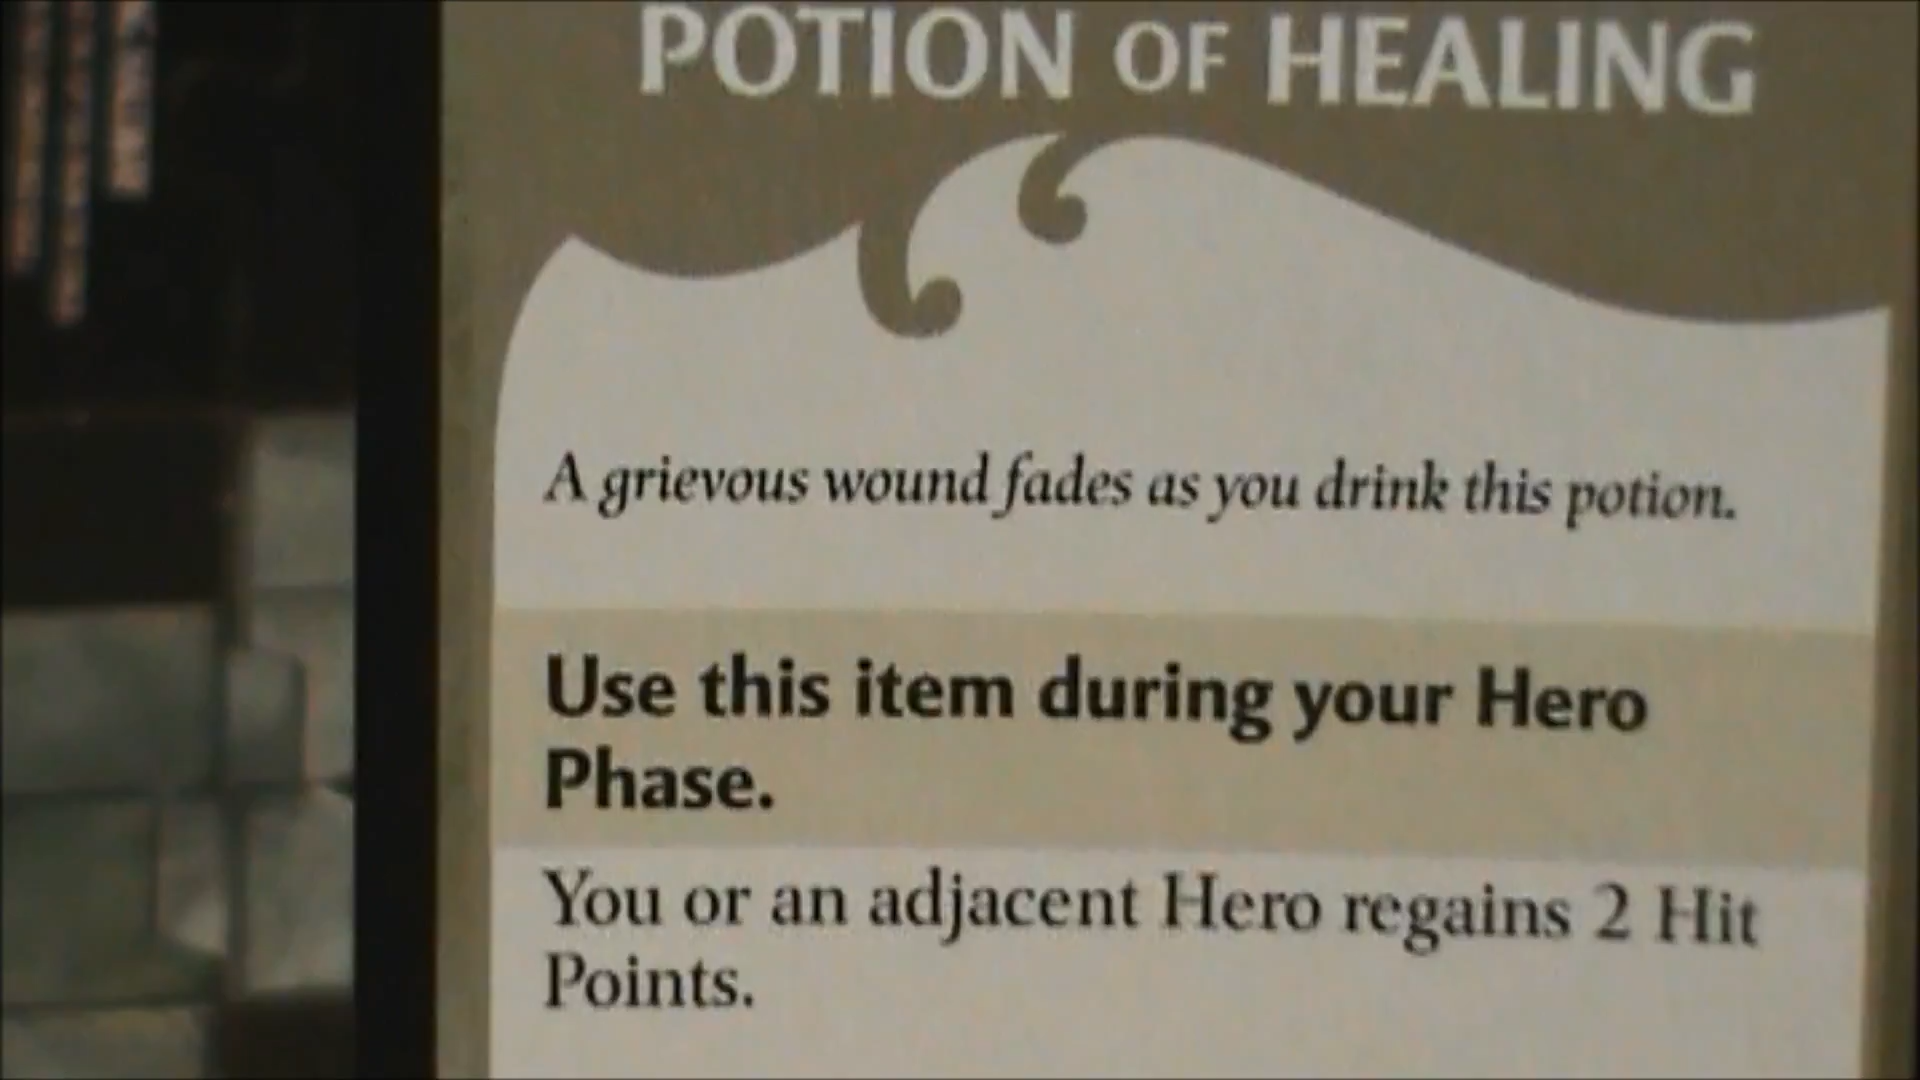 POTION OF HEALING
A grievous wound fades as you drink this potion.
Use this item during your Hero
Phase.
You or an adjacent Hero regains 2 Hit
Points.